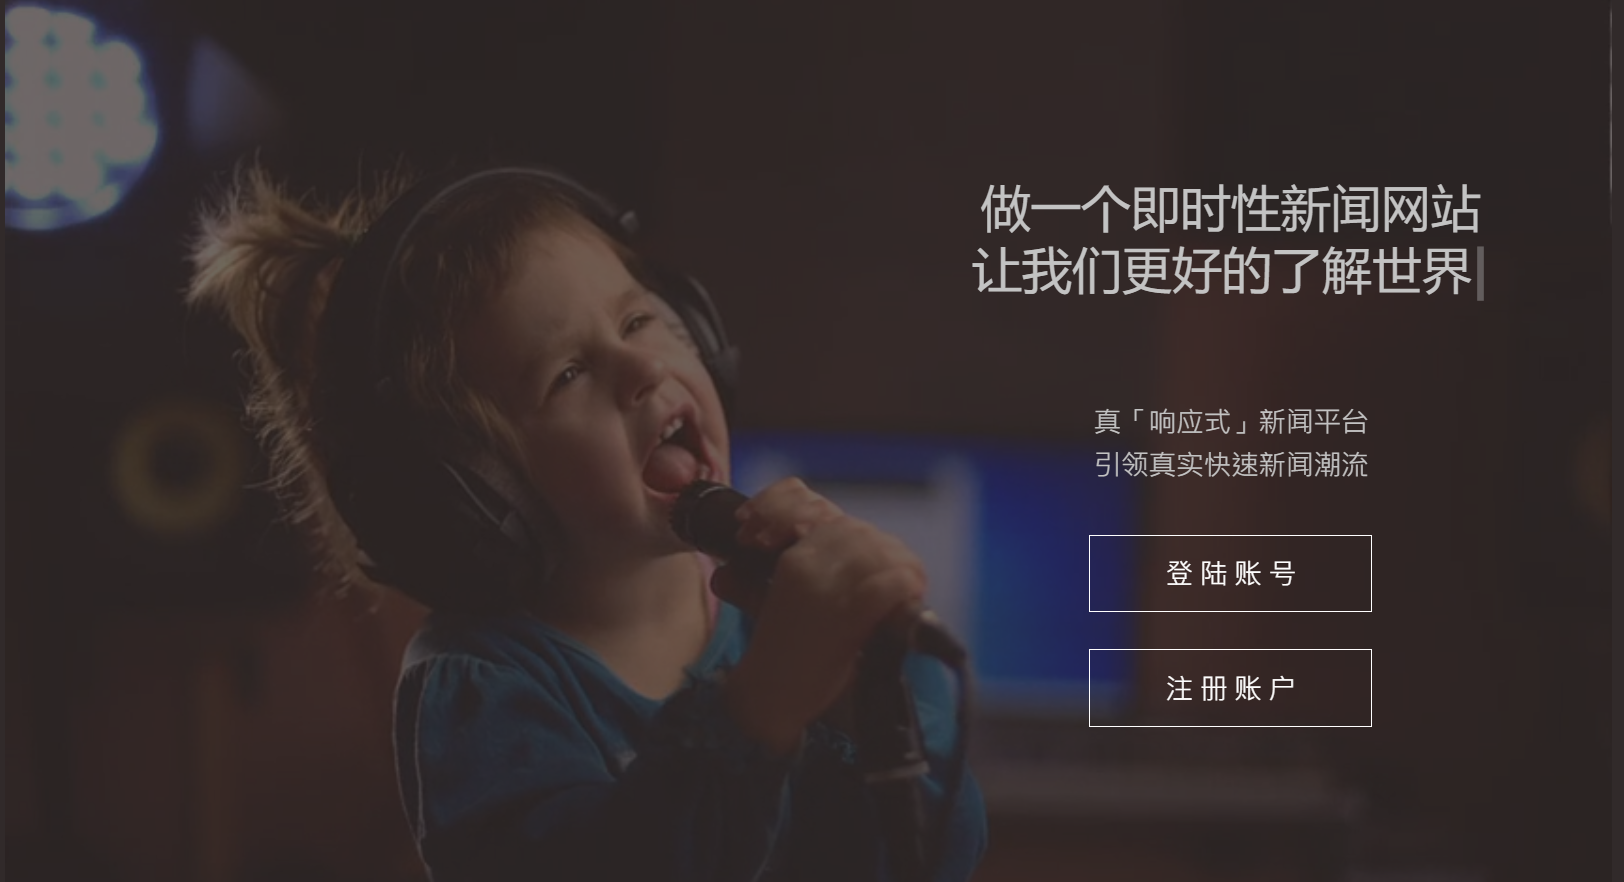 做一个即时性新闻网站
让我们更好的了解世界
真「响应式」新闻平台
引领真实快速新闻潮流
登陆账号
注册账户